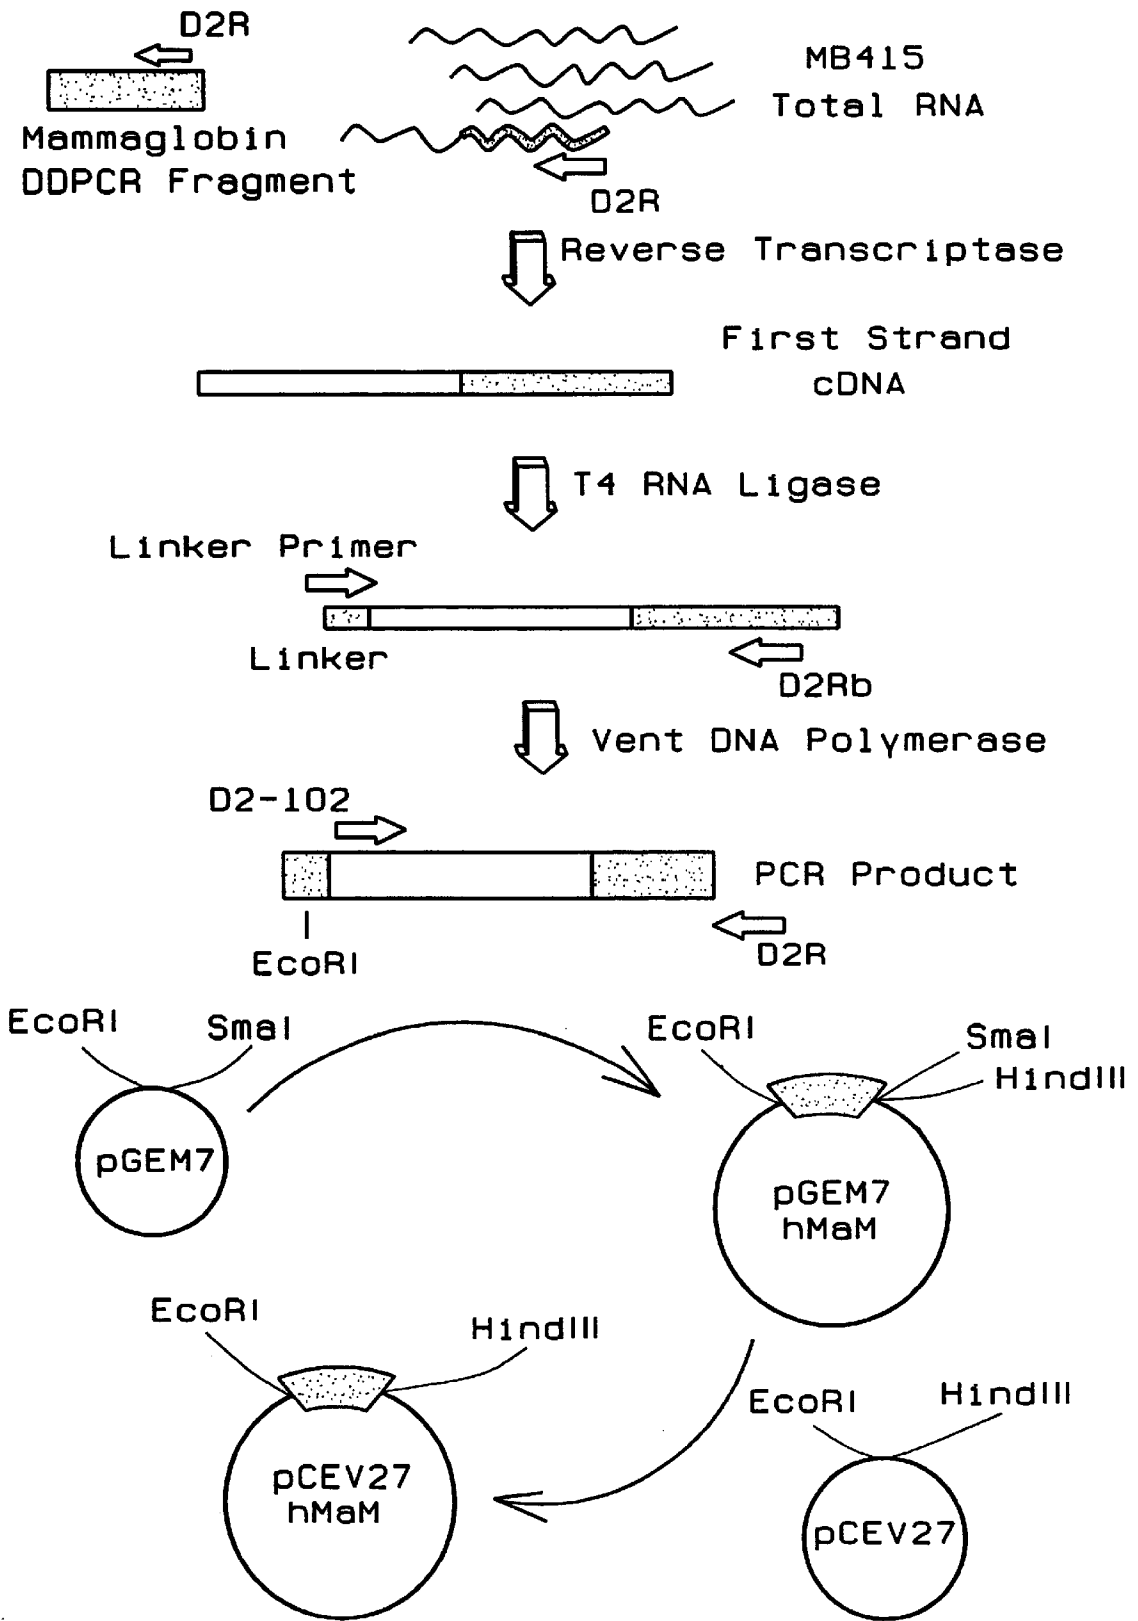 D2R
MB415
Total RNA
Mammaglobin
DDPCR Fragment
D2R
Reverse Transcriptase
First Strand
cDNA
T4 RNA Ligase
Linker Primer
Linker
D2Rb
Vent DNA Polymerase
D2-102
PCR Product
EcoRI
D2R
EcoRI
SmaI
EcoRI
SmaI
HindIII
pGEM7
pGEM7
hMaM
EcoRI
HindIII
EcoRI
HindIII
pCEV27
hMaM
pCEV27